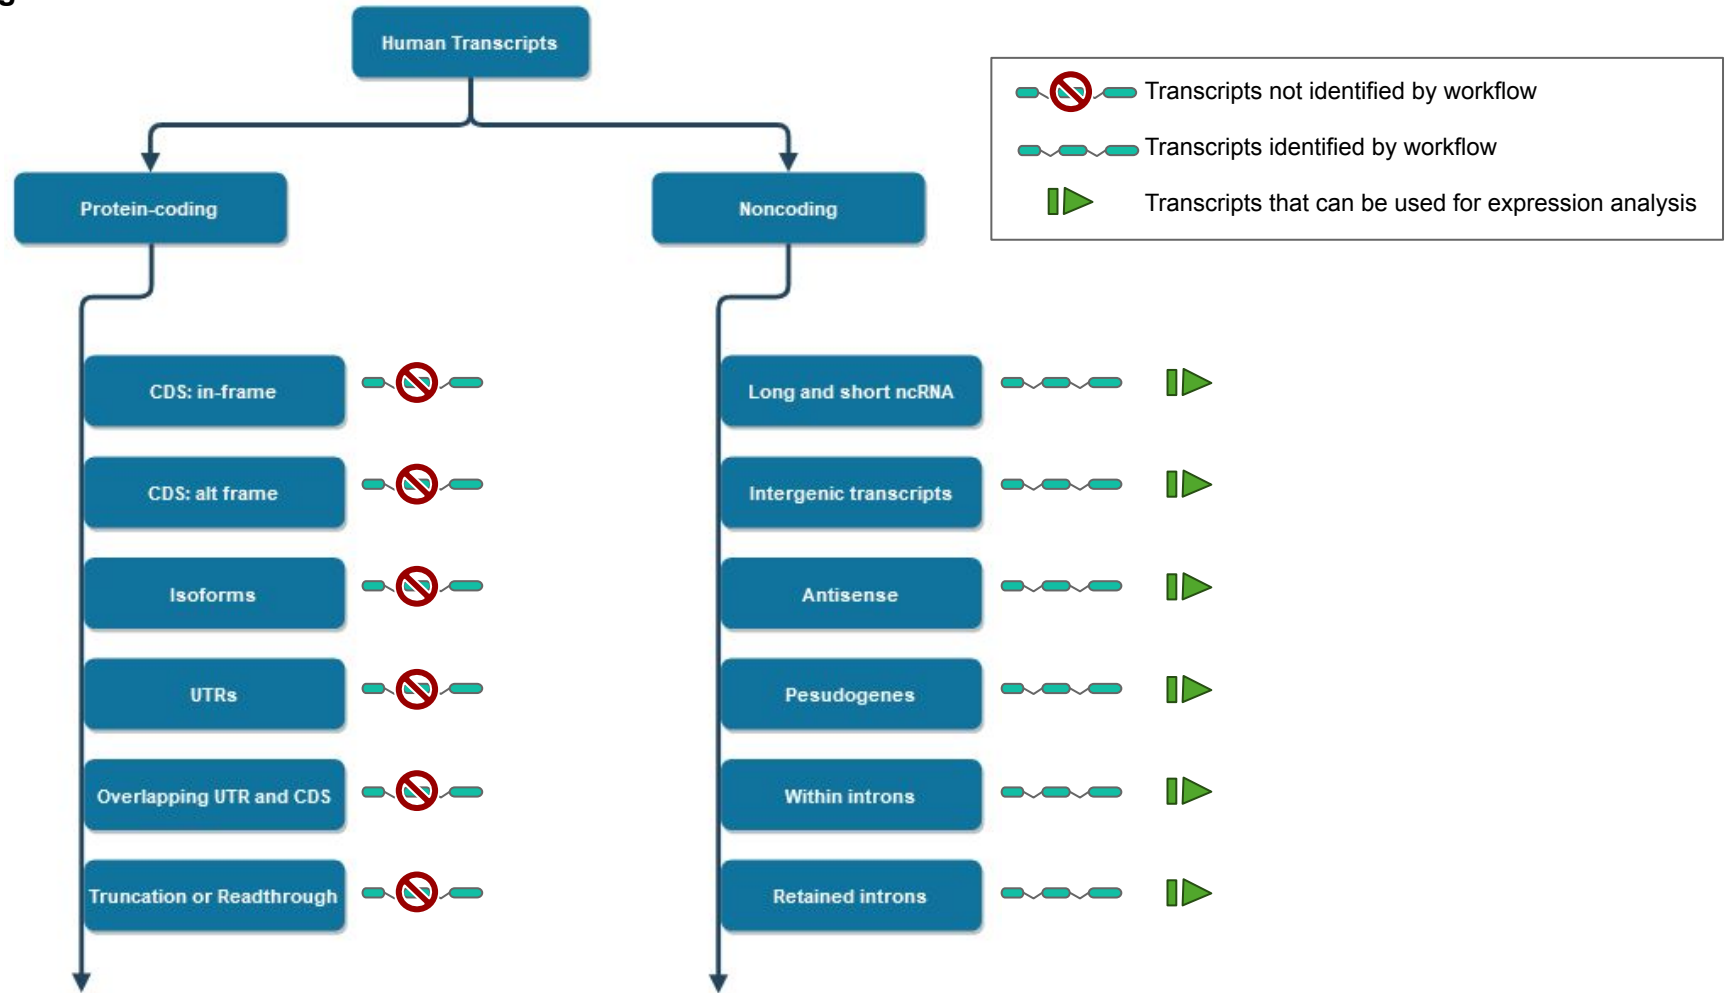 Human Transcripts
Transcripts not identified by workflow
Transcripts identified by workflow
Transcripts that can be used for expression analysis
Protein-coding
Noncoding
CDS: in-frame
Long and short ncRNA
CDS: alt frame
Intergenic transcripts
Isoforms
Antisense
UTRs
Pesudogenes
Overlapping UTR and CDS
Within introns
Truncation or Readthrough
Retained introns